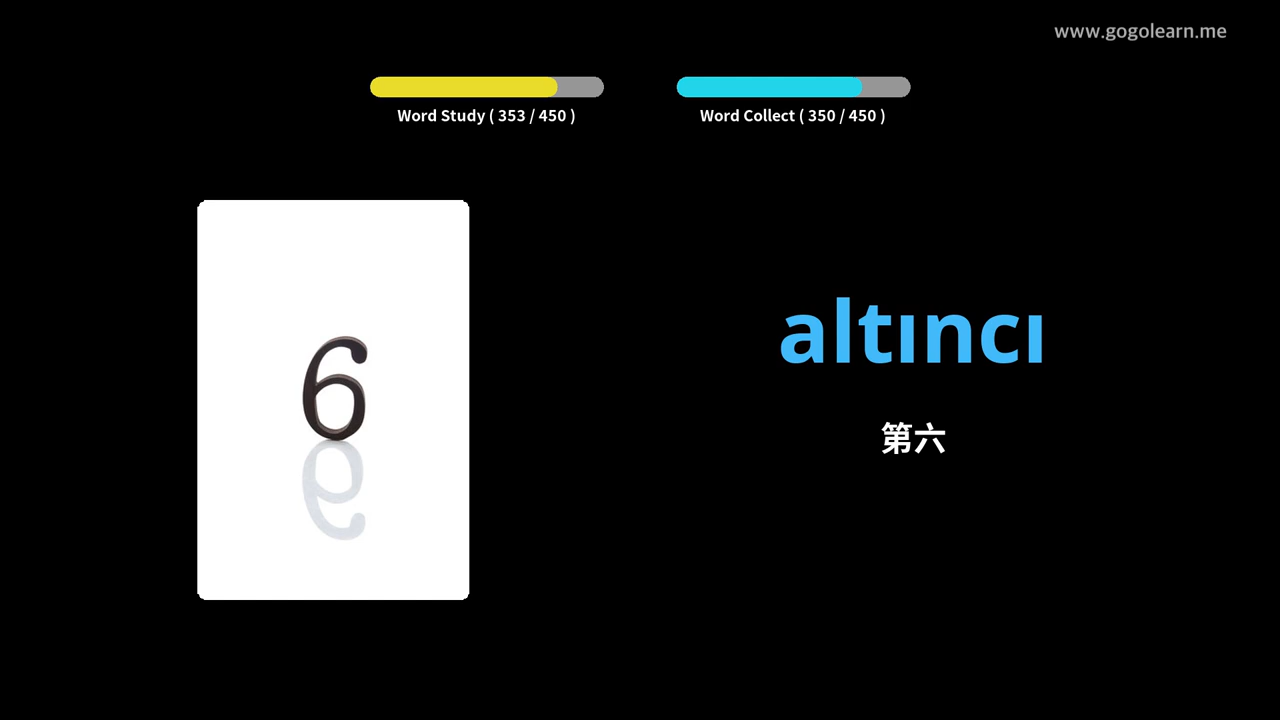 www.gogolearn.me
Word Study ( 353 / 450 )
Word Collect ( 350 / 450 )
6
altıncı
第六